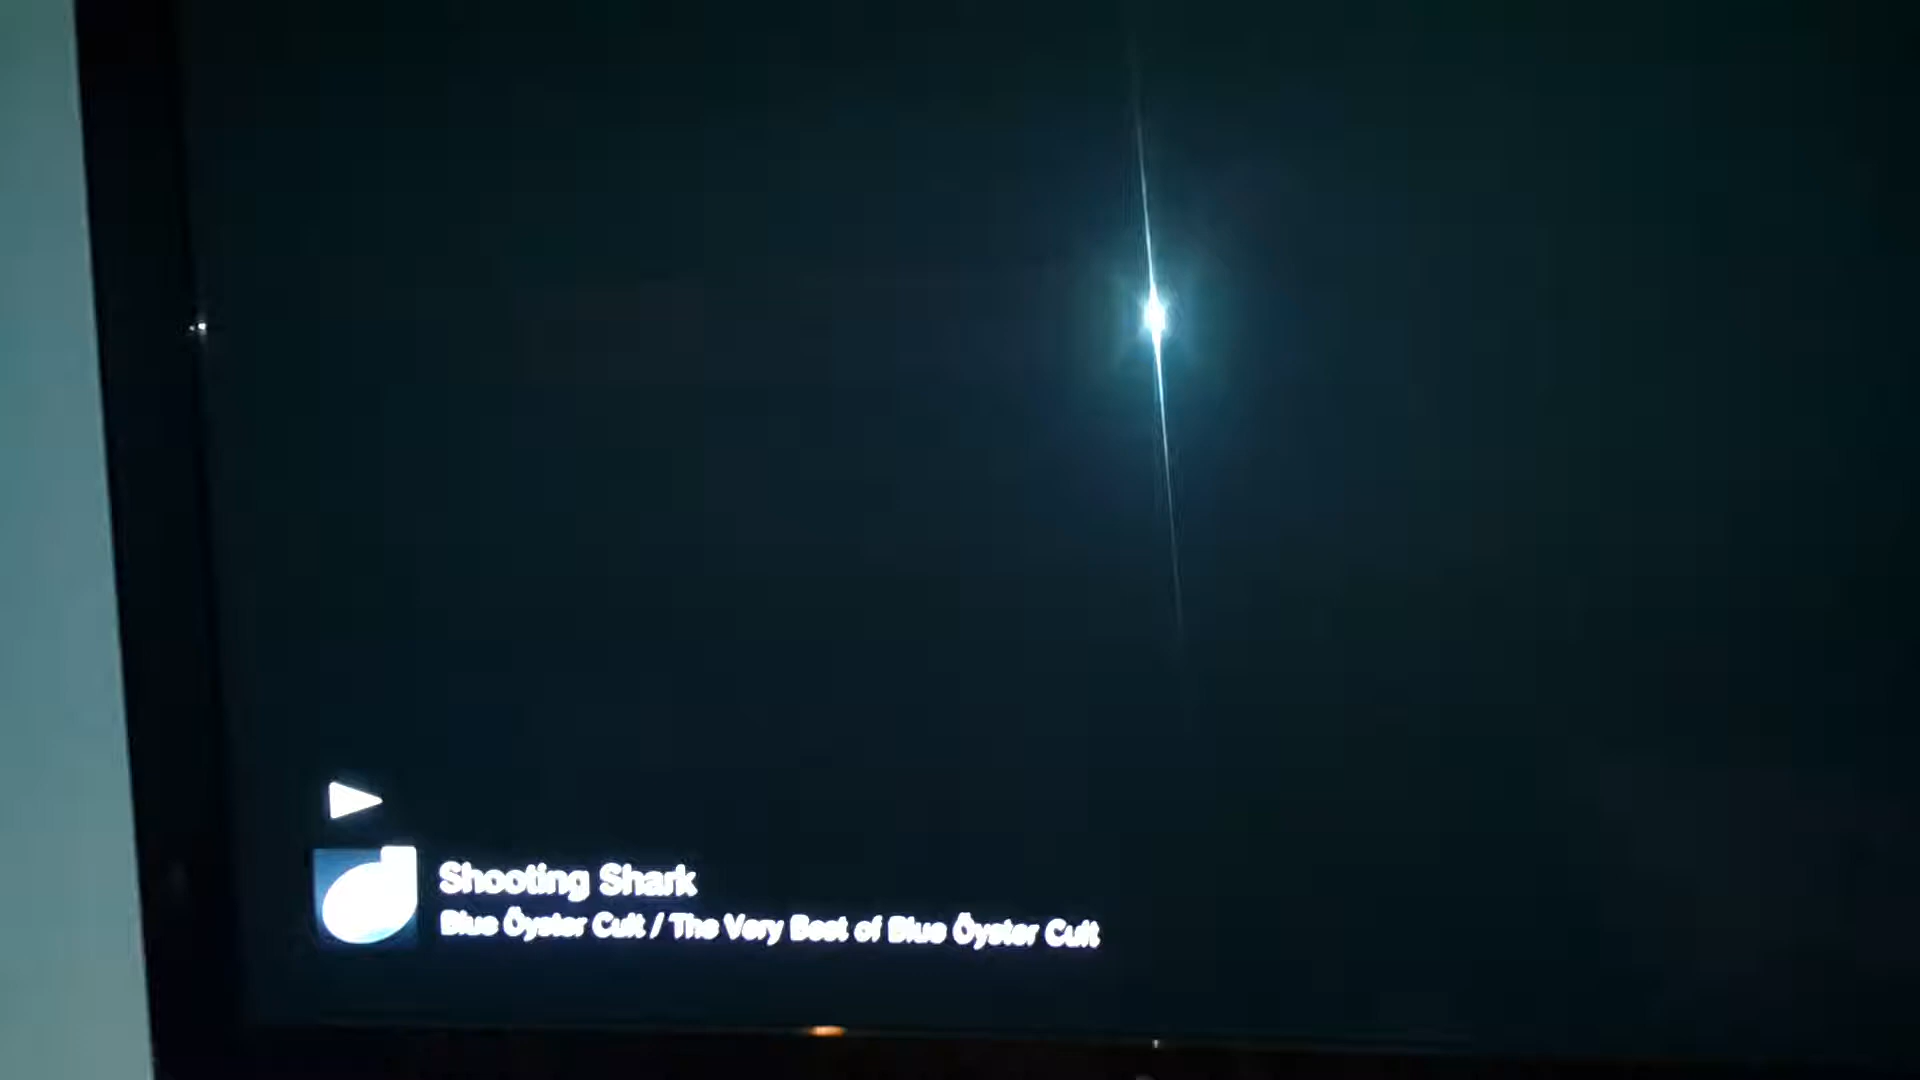 Shooting Shark
Blue Öyster Cult / The Very Best of Blue Öyster Cult